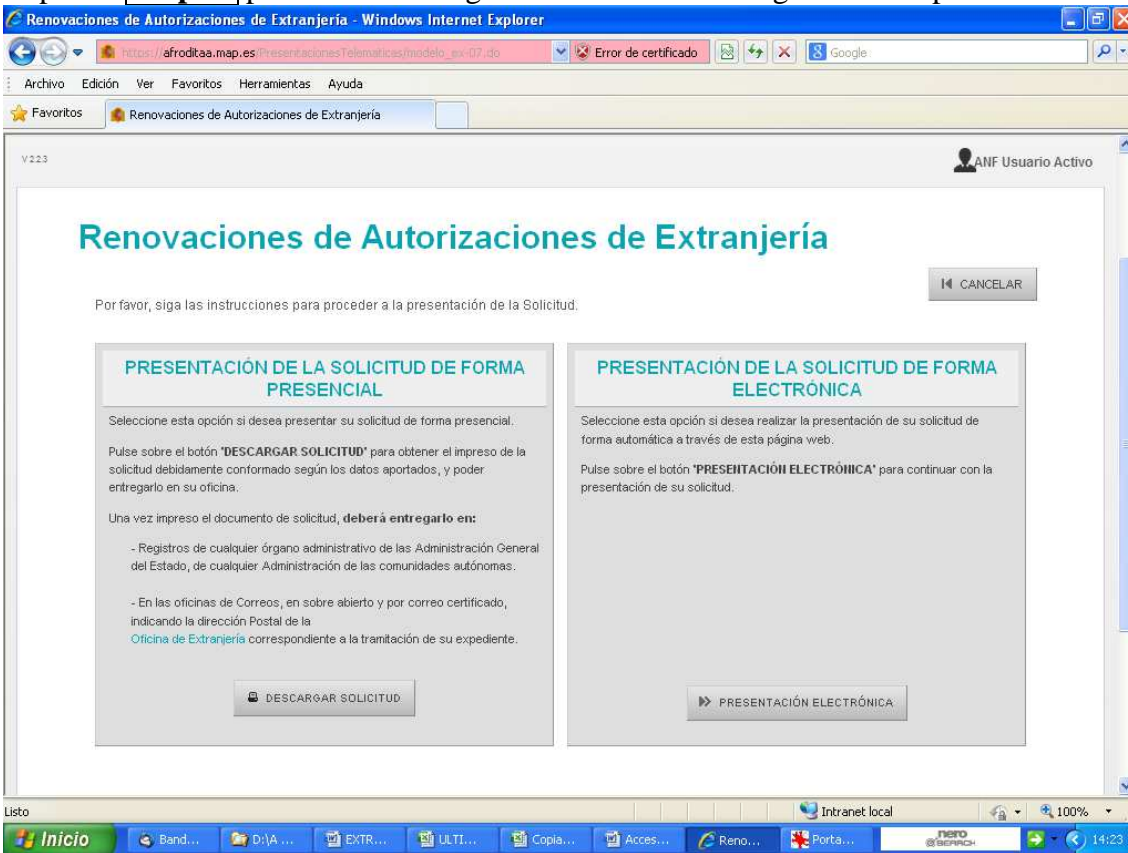 Renovaciones de Autorizaciones de Extranjería - Windows Internet Explorer
https://afroditaa.map.es/PresentacionesTelematicas/modelo_ex-07.do
Error de certificado
Google
Archivo Edición Ver Favoritos Herramientas Ayuda
Favoritos
Renovaciones de Autorizaciones de Extranjería
V223
ANF Usuario Activo
Renovaciones de Autorizaciones de Extranjería
CANCELAR
Por favor, siga las instrucciones para proceder a la presentación de la Solicitud.
PRESENTACIÓN DE LA SOLICITUD DE FORMA
PRESENCIAL
Seleccione esta opción si desea presentar su solicitud de forma presencial.
Pulse sobre el botón 'DESCARGAR SOLICITUD' para obtener el impreso de la
solicitud debidamente conformado según los datos aportados, y poder
entregarlo en su oficina.
Una vez impreso el documento de solicitud, deberá entregarlo en:
- Registros de cualquier órgano administrativo de las Administración General
del Estado, de cualquier Administración de las comunidades autónomas.
- En las oficinas de Correos, en sobre abierto y por correo certificado,
indicando la dirección Postal de la
Oficina de Extranjería correspondiente a la tramitación de su expediente.
DESCARGAR SOLICITUD
PRESENTACIÓN DE LA SOLICITUD DE FORMA
ELECTRÓNICA
Seleccione esta opción si desea realizar la presentación de su solicitud de
forma automática a través de esta página web.
Pulse sobre el botón 'PRESENTACIÓN ELECTRÓNICA' para continuar con la
presentación de su solicitud.
PRESENTACIÓN ELECTRÓNICA
Listo
Intranet local
100%
Inicio
Band...
D:\A ...
EXTR...
ULTI...
Copia...
Acces...
Reno...
Porta...
nero
SEARCH
14:23